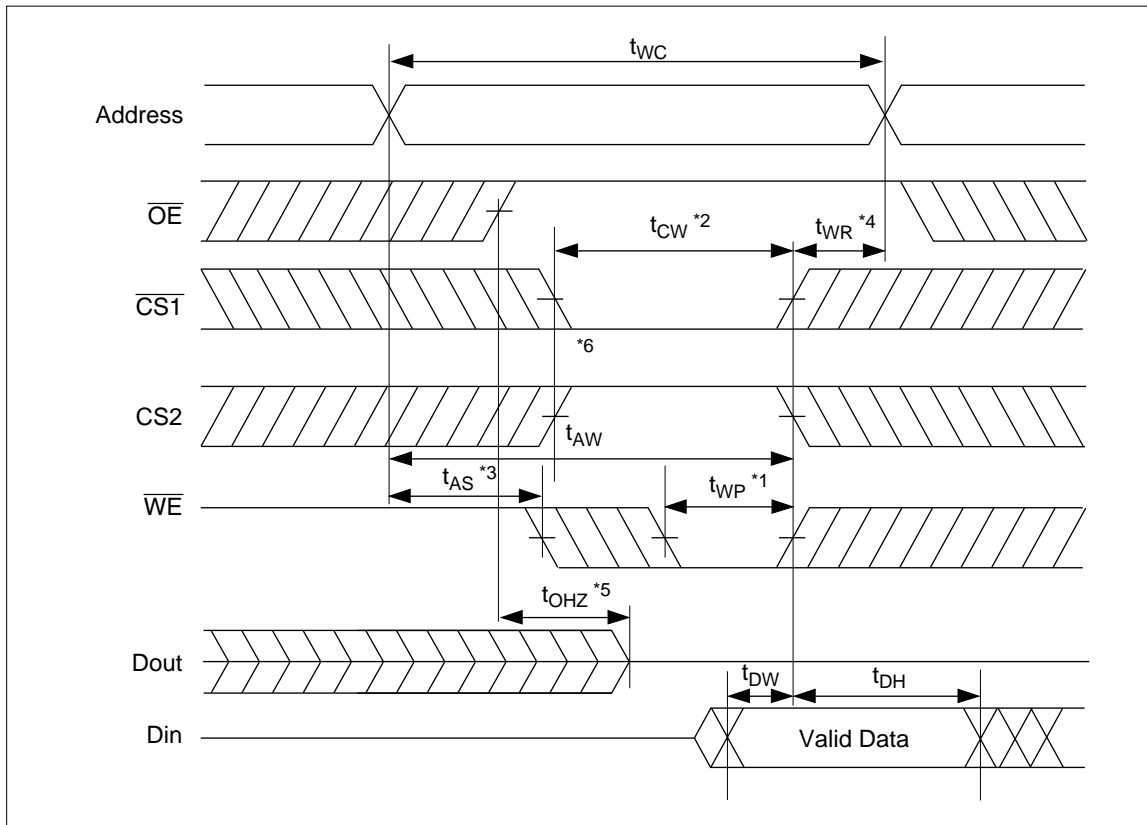 tWC
Address
OE
tCW *2
tWR *4
CS1
*6
CS2
tAW
tAS *3
tWP *1
WE
tOHZ *5
Dout
tDW
tDH
Din
Valid Data